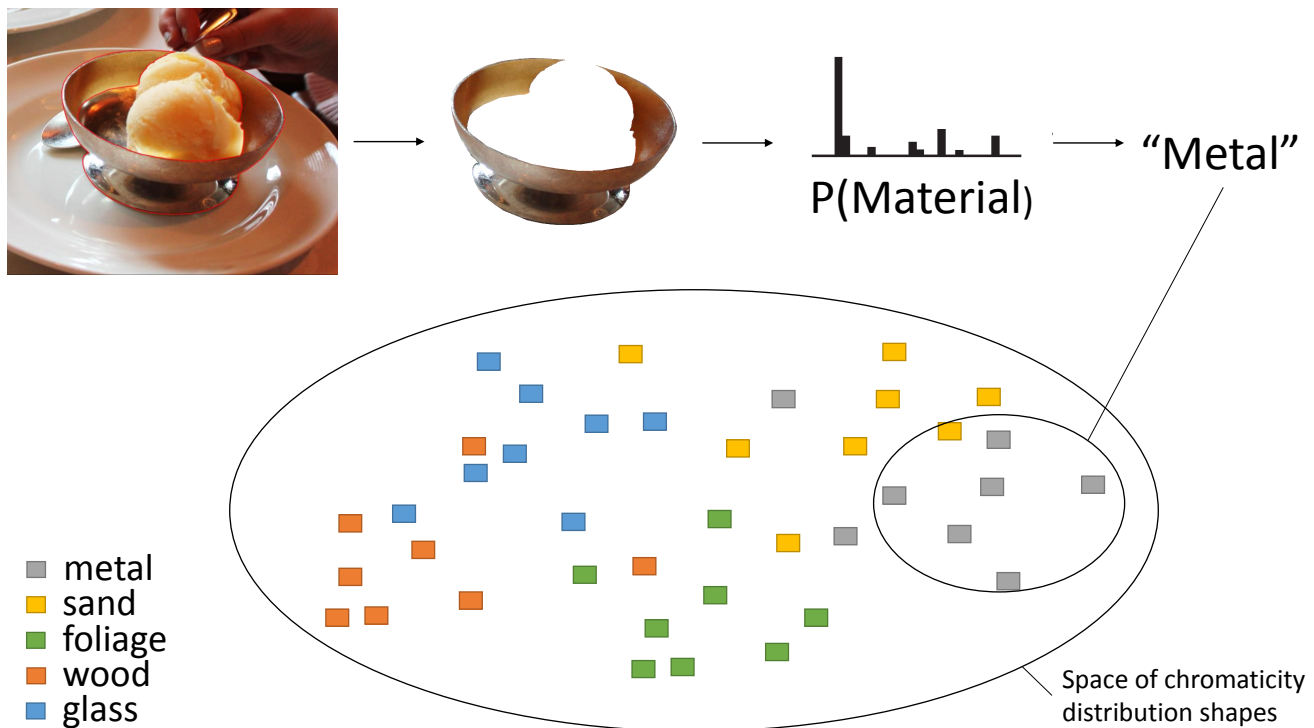 “Metal”
P(Material)
metal
sand
foliage
wood
glass
Space of chromaticity
distribution shapes